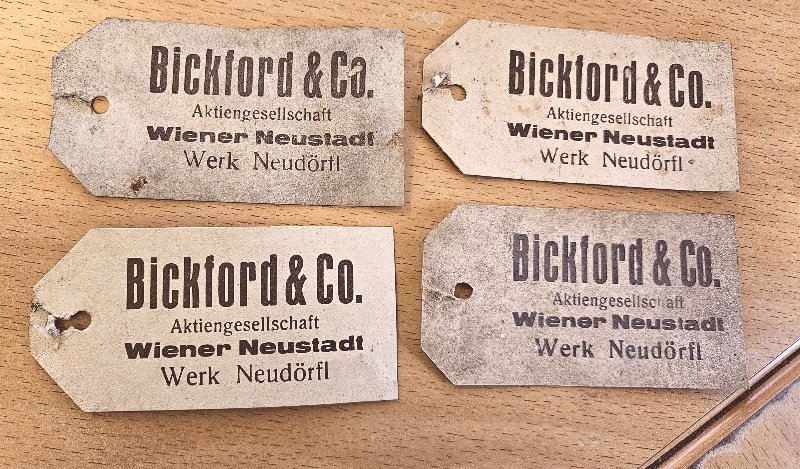 Bickford & Co.
Aktiengesellschaft
Wiener Neustadt
Werk Neudörfl
Bickford & Co.
Aktiengesellschaft
Wiener Neustadt
Werk Neudörfl
Bickford & Co.
Aktiengesellschaft
Wiener Neustadt
Werk Neudörfl
Bickford & Co.
Aktiengesellschaft
Wiener Neustadt
Werk Neudörfl